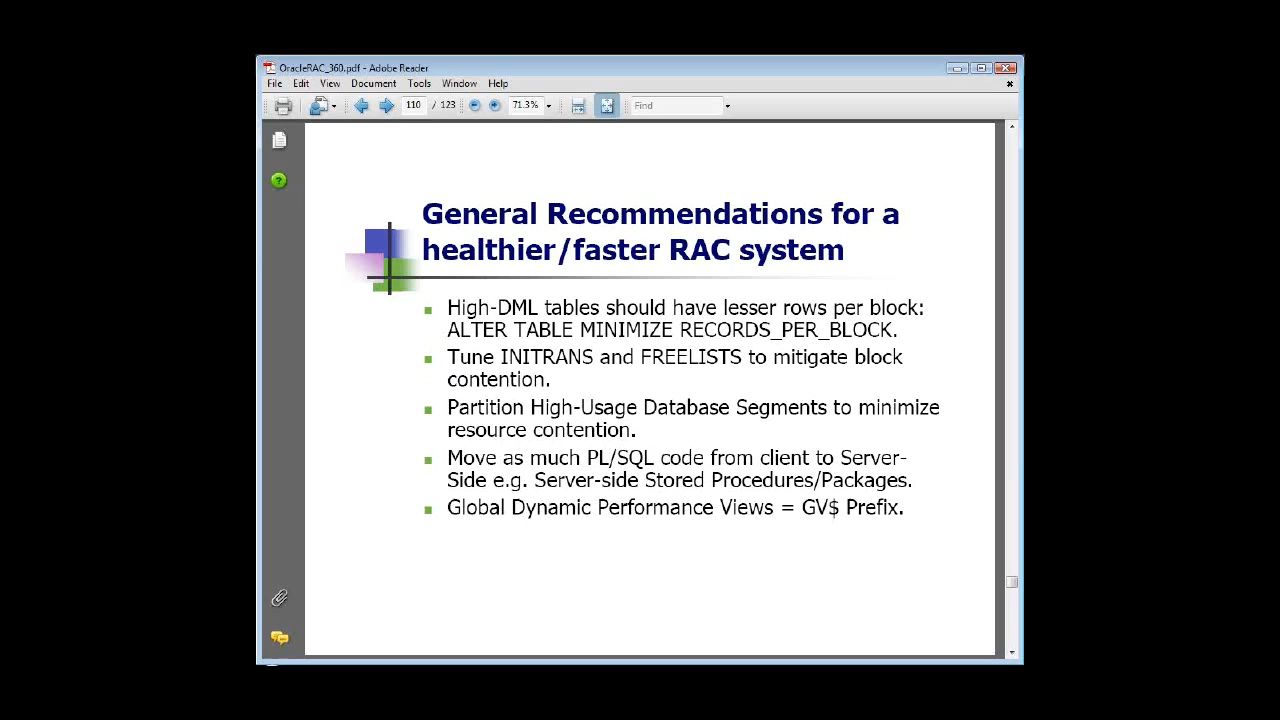 OracleRAC_360.pdf - Adobe Reader
File Edit View Document Tools Window Help
110 / 123 71.3% Find
General Recommendations for a
healthier/faster RAC system
High-DML tables should have lesser rows per block:
ALTER TABLE MINIMIZE RECORDS_PER_BLOCK.
Tune INITRANS and FREELISTS to mitigate block
contention.
Partition High-Usage Database Segments to minimize
resource contention.
Move as much PL/SQL code from client to Server-
Side e.g. Server-side Stored Procedures/Packages.
Global Dynamic Performance Views = GV$ Prefix.